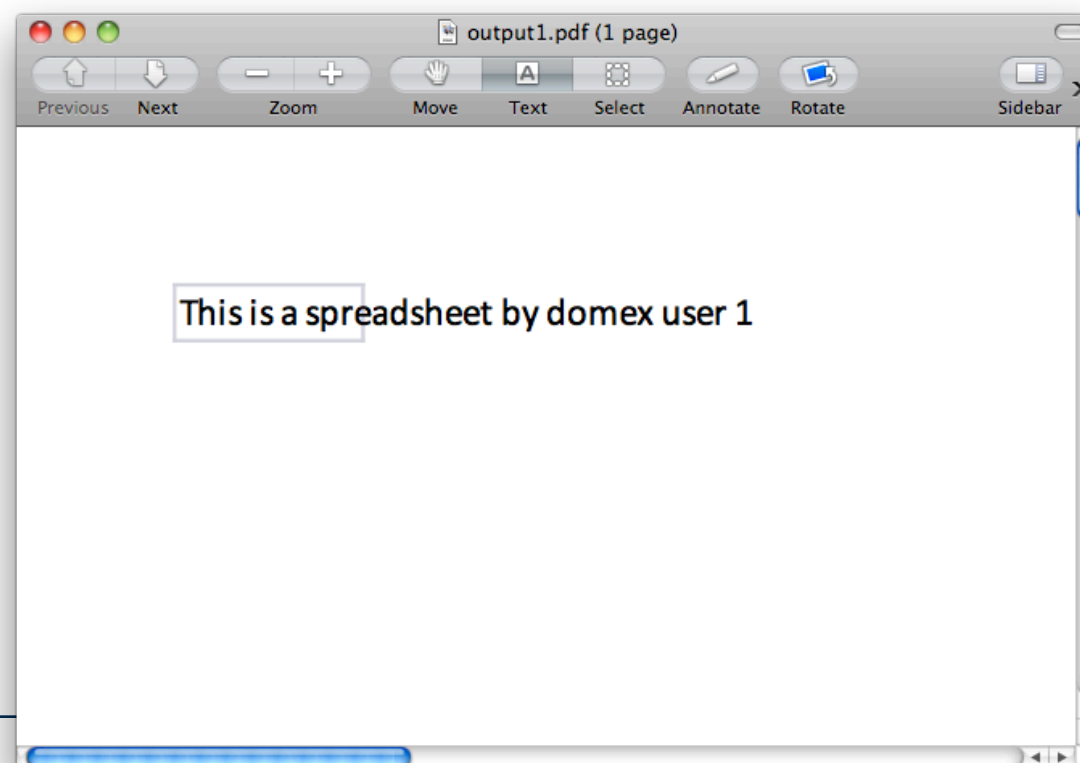 output1.pdf (1 page)
Previous Next Zoom Move Text Select Annotate Rotate Sidebar
This is a spreadsheet by domex user 1